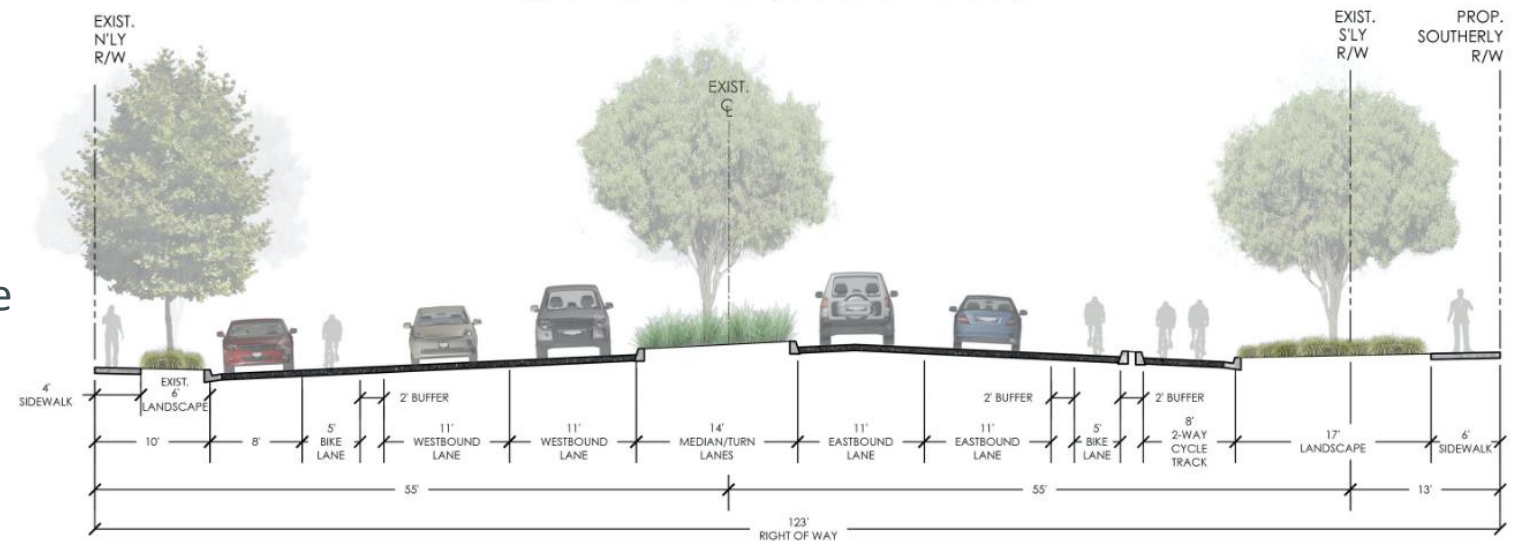 EXIST.
N'LY
R/W
EXIST.
℄
EXIST.
S'LY
R/W
PROP.
SOUTHERLY
R/W
e
4'
SIDEWALK
EXIST.
6'
LANDSCAPE
2' BUFFER
2' BUFFER
2' BUFFER
10'
8'
5'
BIKE
LANE
11'
WESTBOUND
LANE
11'
WESTBOUND
LANE
14'
MEDIAN/TURN
LANES
11'
EASTBOUND
LANE
11'
EASTBOUND
LANE
5'
BIKE
LANE
8'
2-WAY
CYCLE
TRACK
17'
LANDSCAPE
6'
SIDEWALK
55'
55'
13'
123'
RIGHT OF WAY